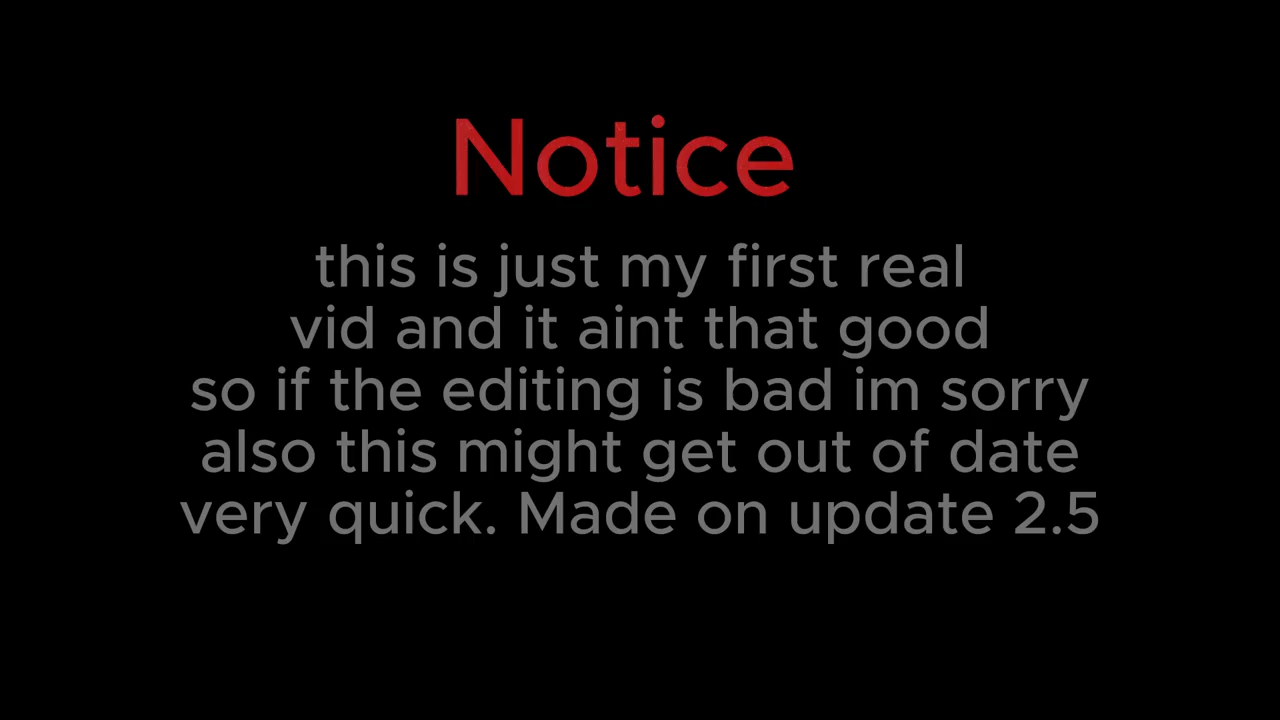 Notice
this is just my first real
vid and it aint that good
so if the editing is bad im sorry
also this might get out of date
very quick. Made on update 2.5